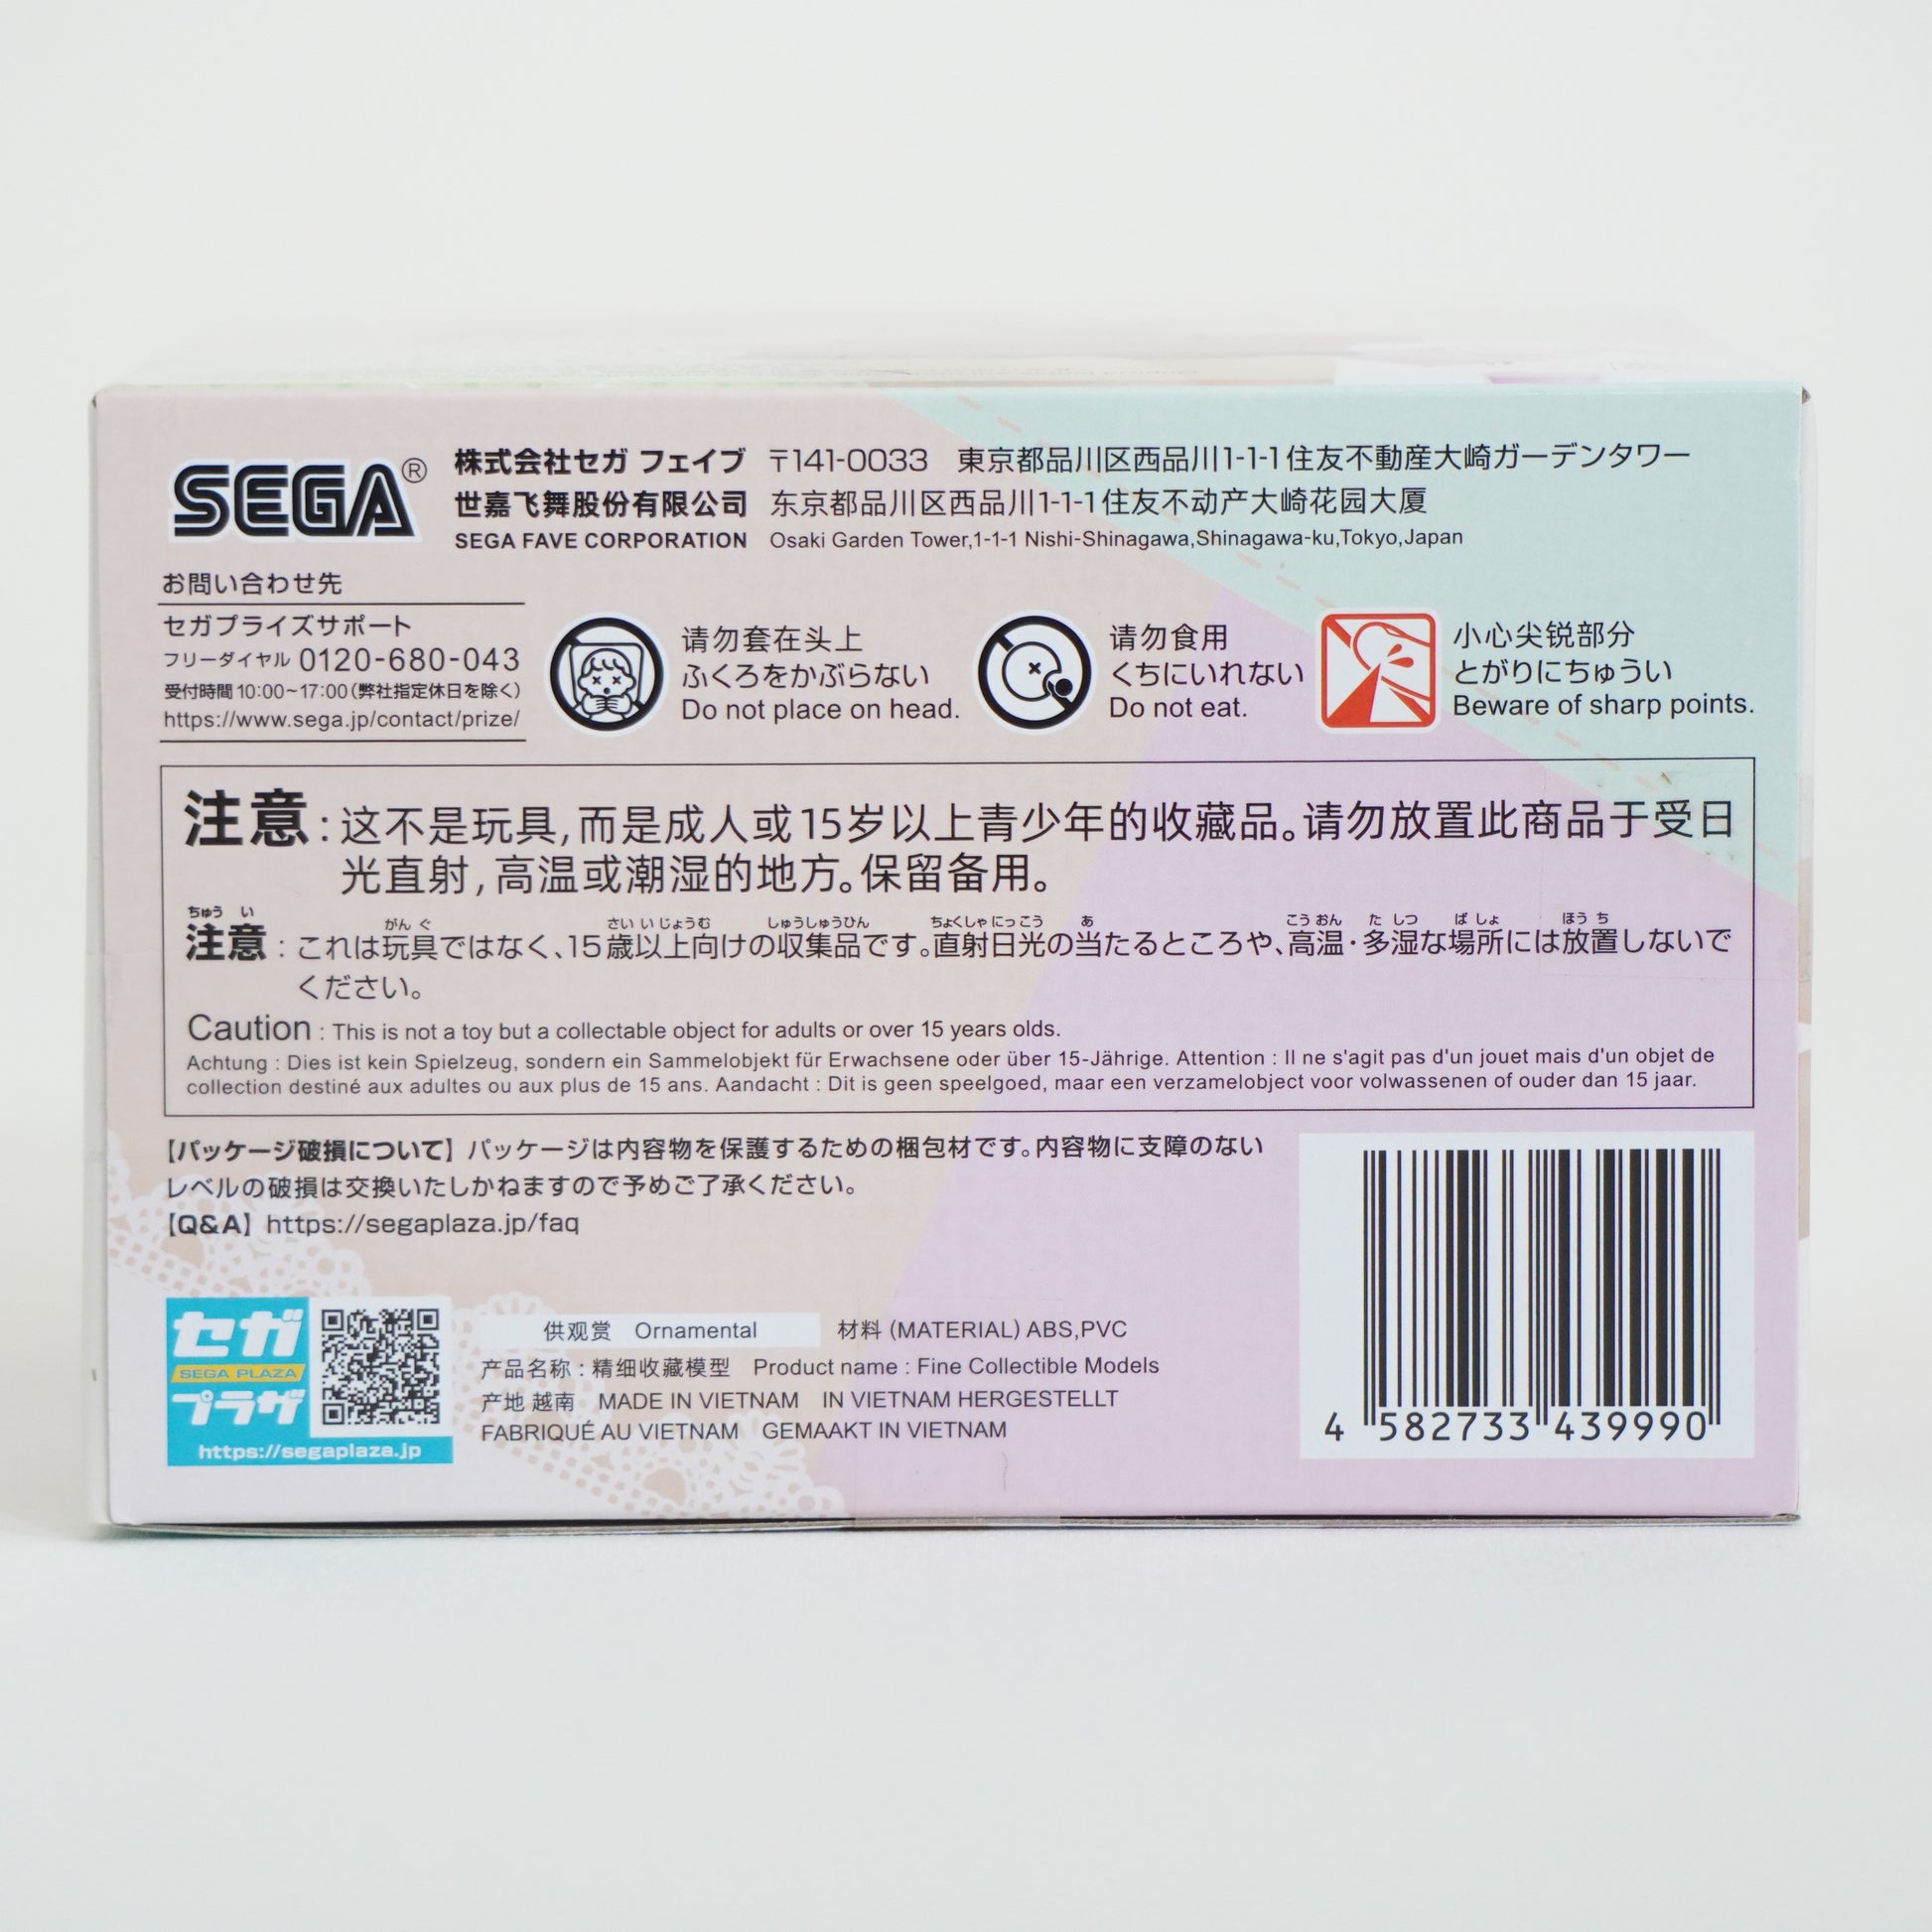 SEGA®
株式会社セガ フェイブ 〒141-0033 東京都品川区西品川1-1-1住友不動産大崎ガーデンタワー
世嘉飞舞股份有限公司 东京都品川区西品川1-1-1住友不动产大崎花园大厦
SEGA FAVE CORPORATION Osaki Garden Tower,1-1-1 Nishi-Shinagawa,Shinagawa-ku,Tokyo,Japan
お問い合わせ先
セガプライズサポート
フリーダイヤル 0120-680-043
受付時間10:00~17:00(弊社指定休日を除く)
https://www.sega.jp/contact/prize/
请勿套在头上
ふくろをかぶらない
Do not place on head.
请勿食用
くちにいれない
Do not eat.
小心尖锐部分
とがりにちゅうい
Beware of sharp points.
注意:这不是玩具,而是成人或15岁以上青少年的收藏品。请勿放置此商品于受日
光直射,高温或潮湿的地方。保留备用。
ちゅう い がん ぐ さい い じょう む しゅうしゅうひん ちょくしゃ にっこう あ こう おん た しつ ば しょ ほう ち
注意:これは玩具ではなく、15歳以上向けの収集品です。直射日光の当たるところや、高温・多湿な場所には放置しないで
ください。
Caution : This is not a toy but a collectable object for adults or over 15 years olds.
Achtung : Dies ist kein Spielzeug, sondern ein Sammelobjekt für Erwachsene oder über 15-Jährige. Attention : Il ne s'agit pas d'un jouet mais d'un objet de
collection destiné aux adultes ou aux plus de 15 ans. Aandacht : Dit is geen speelgoed, maar een verzamelobject voor volwassenen of ouder dan 15 jaar.
【パッケージ破損について】パッケージは内容物を保護するための梱包材です。内容物に支障のない
レベルの破損は交換いたしかねますので予めご了承ください。
【Q&A】https://segaplaza.jp/faq
セガ
SEGA PLAZA
プラザ
https://segaplaza.jp
供观赏 Ornamental 材料 (MATERIAL) ABS,PVC
产品名称:精细收藏模型 Product name : Fine Collectible Models
产地 越南 MADE IN VIETNAM IN VIETNAM HERGESTELLT
FABRIQUÉ AU VIETNAM GEMAAKT IN VIETNAM
4 582733 439990